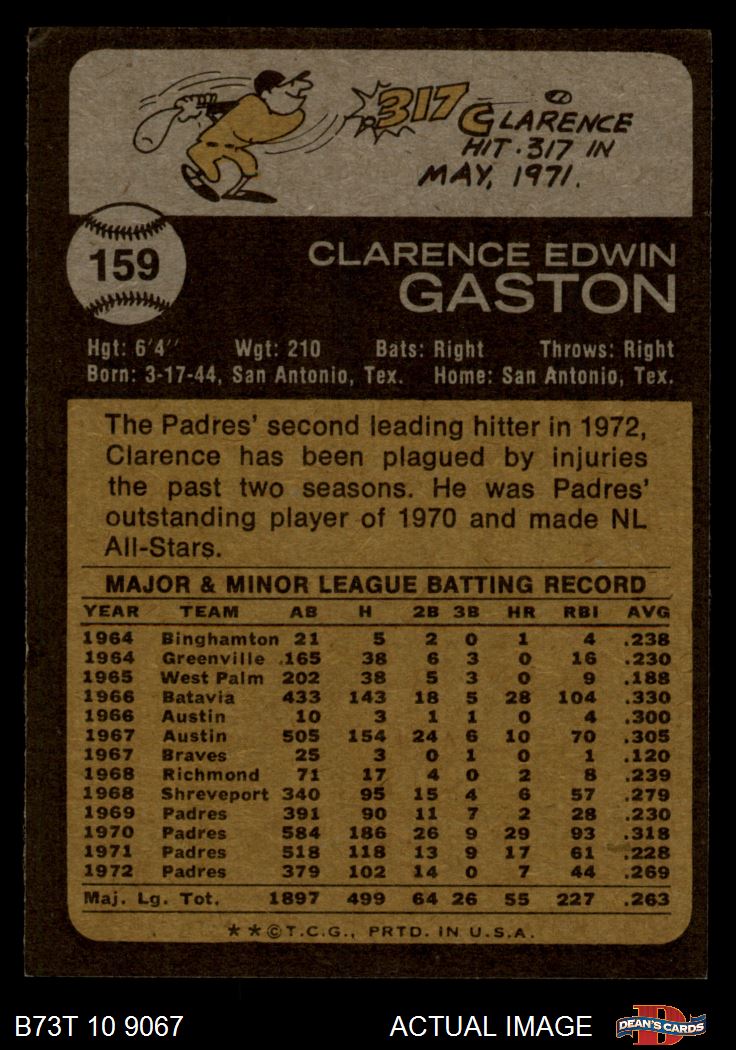 .317 CLARENCE
HIT .317 IN
MAY, 1971.
159
CLARENCE EDWIN
GASTON
Hgt: 6'4" Wgt: 210 Bats: Right Throws: Right
Born: 3-17-44, San Antonio, Tex. Home: San Antonio, Tex.
The Padres' second leading hitter in 1972,
Clarence has been plagued by injuries
the past two seasons. He was Padres'
outstanding player of 1970 and made NL
All-Stars.
MAJOR & MINOR LEAGUE BATTING RECORD
YEAR TEAM AB H 2B 3B HR RBI AVG
1964 Binghamton 21 5 2 0 1 4 .238
1964 Greenville 165 38 6 3 0 16 .230
1965 West Palm 202 38 5 3 0 9 .188
1966 Batavia 433 143 18 5 28 104 .330
1966 Austin 10 3 1 1 0 4 .300
1967 Austin 505 154 24 6 10 70 .305
1967 Braves 25 3 0 1 0 1 .120
1968 Richmond 71 17 4 0 2 8 .239
1968 Shreveport 340 95 15 4 6 57 .279
1969 Padres 391 90 11 7 2 28 .230
1970 Padres 584 186 26 9 29 93 .318
1971 Padres 518 118 13 9 17 61 .228
1972 Padres 379 102 14 0 7 44 .269
Maj. Lg. Tot. 1897 499 64 26 55 227 .263
**©T.C.G., PRTD. IN U.S.A.
B73T 10 9067 ACTUAL IMAGE D DEAN'S CARDS